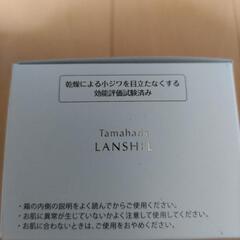 乾燥による小ジワを目立たなくする
効能評価試験済み
Tamahada
LANSHIL
・箱の内側の説明をよく読んでからご使用ください。
・お肌に異常が生じていないかよく注意して使用してください。
・お肌に合わないときは、ご使用をおやめください。